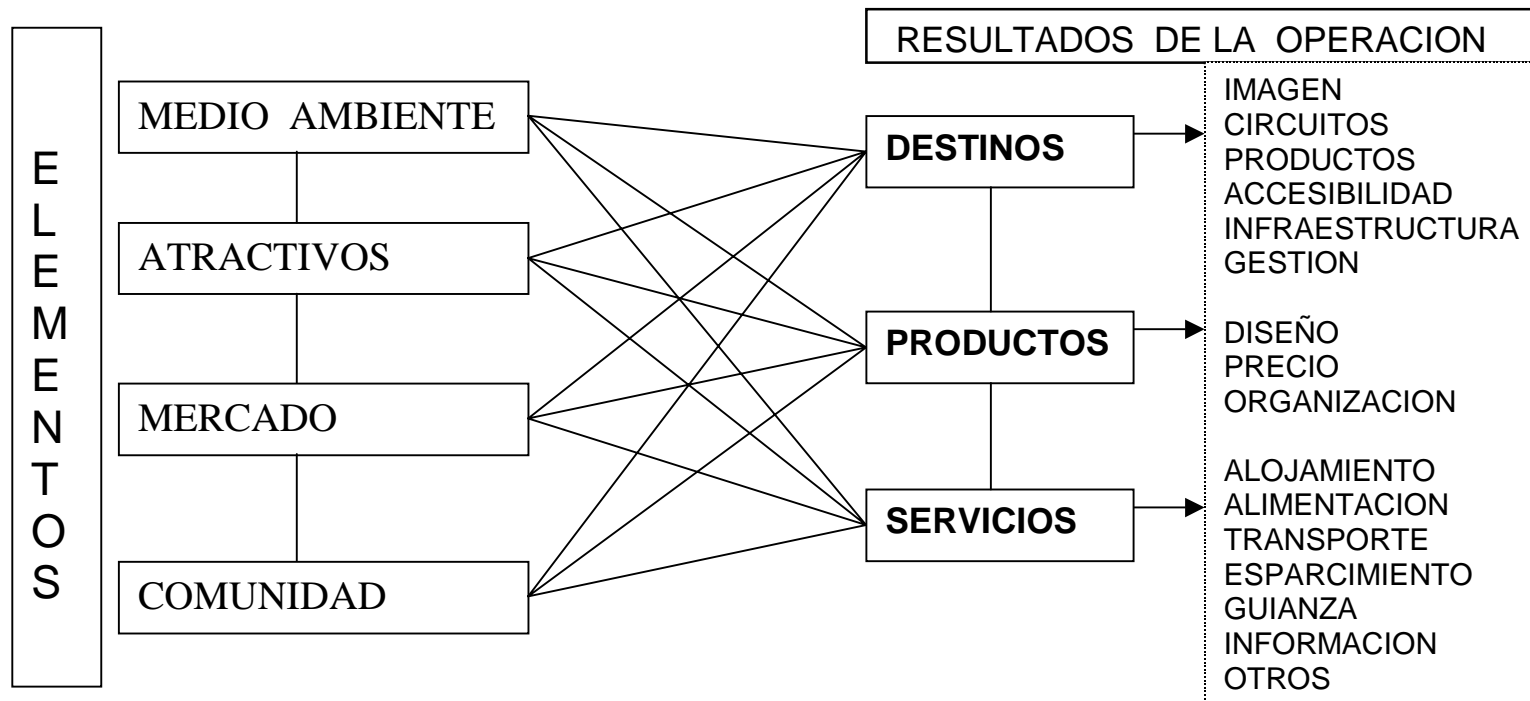 ELEMENTOS
MEDIO AMBIENTE
ATRACTIVOS
MERCADO
COMUNIDAD
RESULTADOS DE LA OPERACION
DESTINOS
PRODUCTOS
SERVICIOS
IMAGEN
CIRCUITOS
PRODUCTOS
ACCESIBILIDAD
INFRAESTRUCTURA
GESTION
DISEÑO
PRECIO
ORGANIZACION
ALOJAMIENTO
ALIMENTACION
TRANSPORTE
ESPARCIMIENTO
GUIANZA
INFORMACION
OTROS